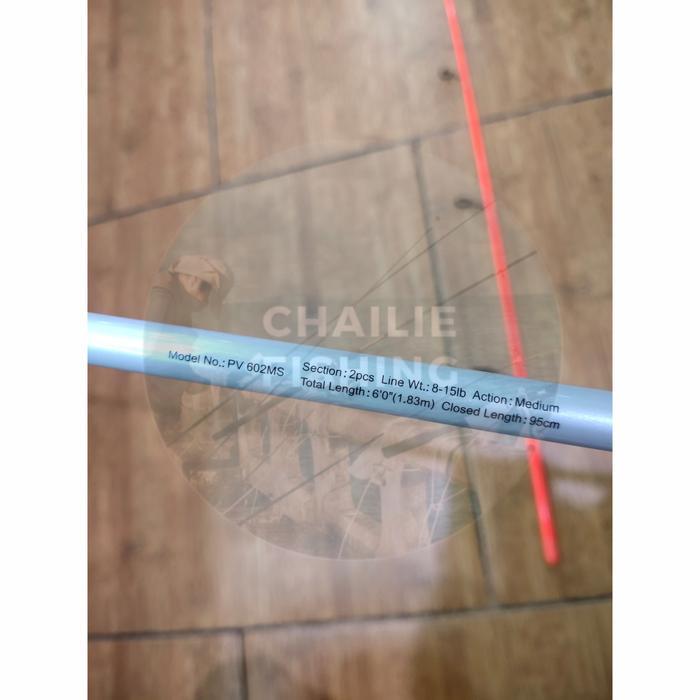 CHAILIE
FISHING
Model No.: PV 602MS
Section : 2pcs Line Wt.: 8-15lb Action : Medium
Total Length : 6'0"(1.83m) Closed Length : 95cm